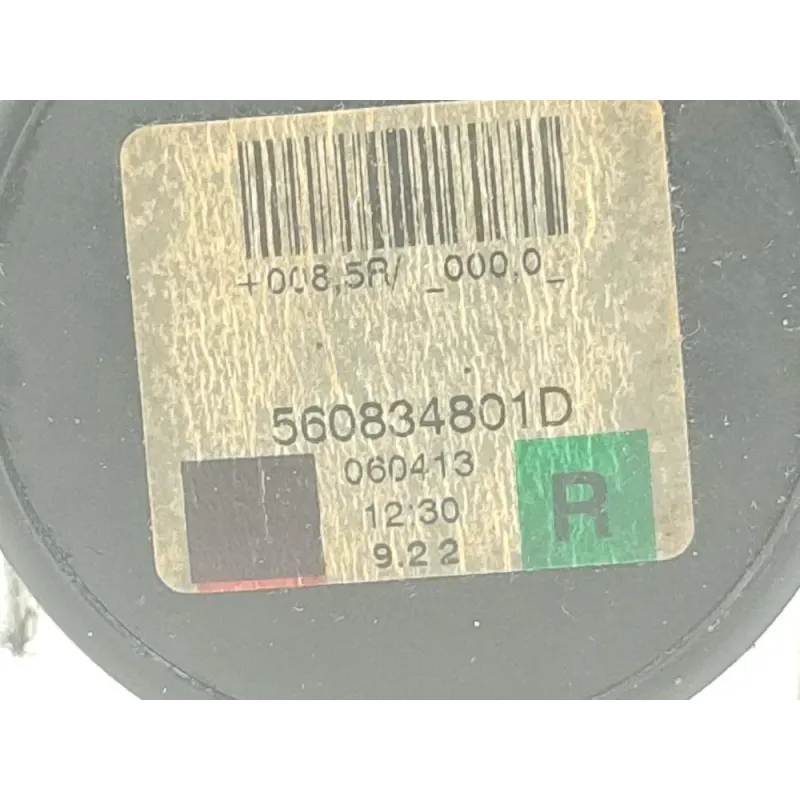 +008,5R/ _000,0_
560834801D
060413
R
12:30
9.22